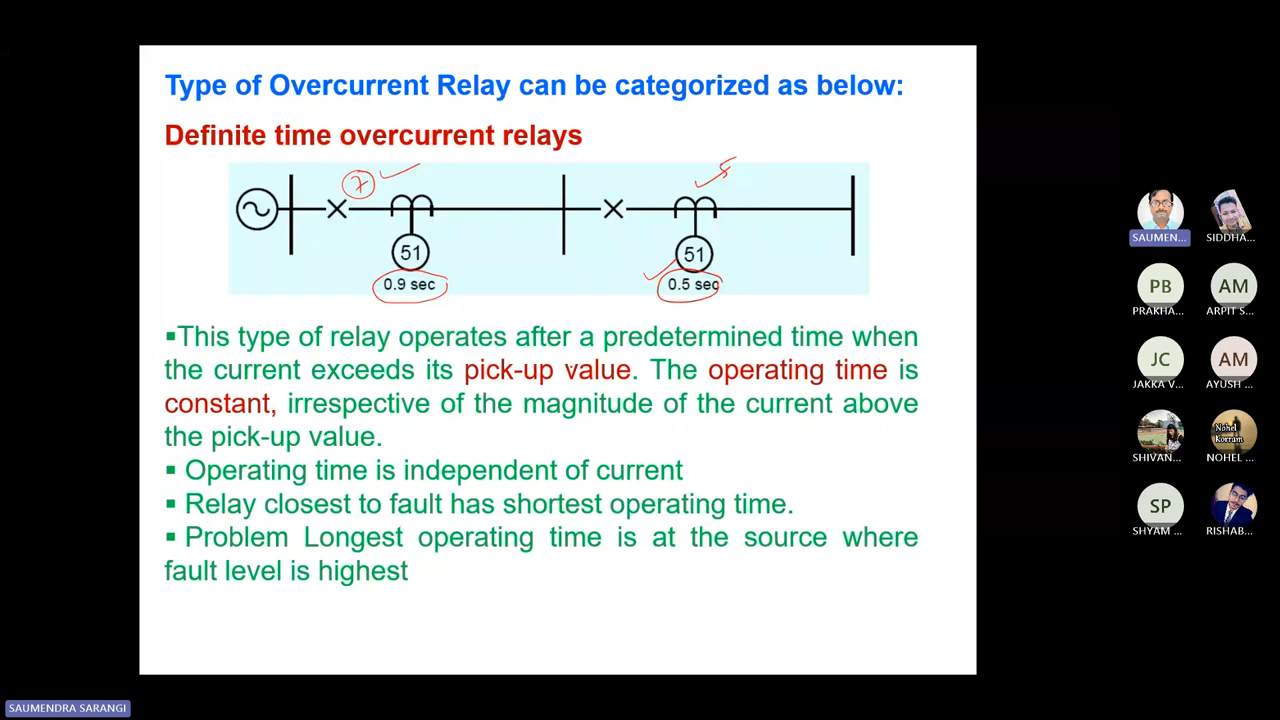 Type of Overcurrent Relay can be categorized as below:
Definite time overcurrent relays
7
51
51
0.9 sec
0.5 sec
▪This type of relay operates after a predetermined time when
the current exceeds its pick-up value. The operating time is
constant, irrespective of the magnitude of the current above
the pick-up value.
▪ Operating time is independent of current
▪ Relay closest to fault has shortest operating time.
▪ Problem Longest operating time is at the source where
fault level is highest
SAUMEN...
SIDDHA...
PB
AM
PRAKHA...
ARPIT S...
JC
AM
JAKKA V...
AYUSH ...
Nohel
Korram
SHIVAN...
NOHEL ...
SP
SHYAM ...
RISHAB...
SAUMENDRA SARANGI